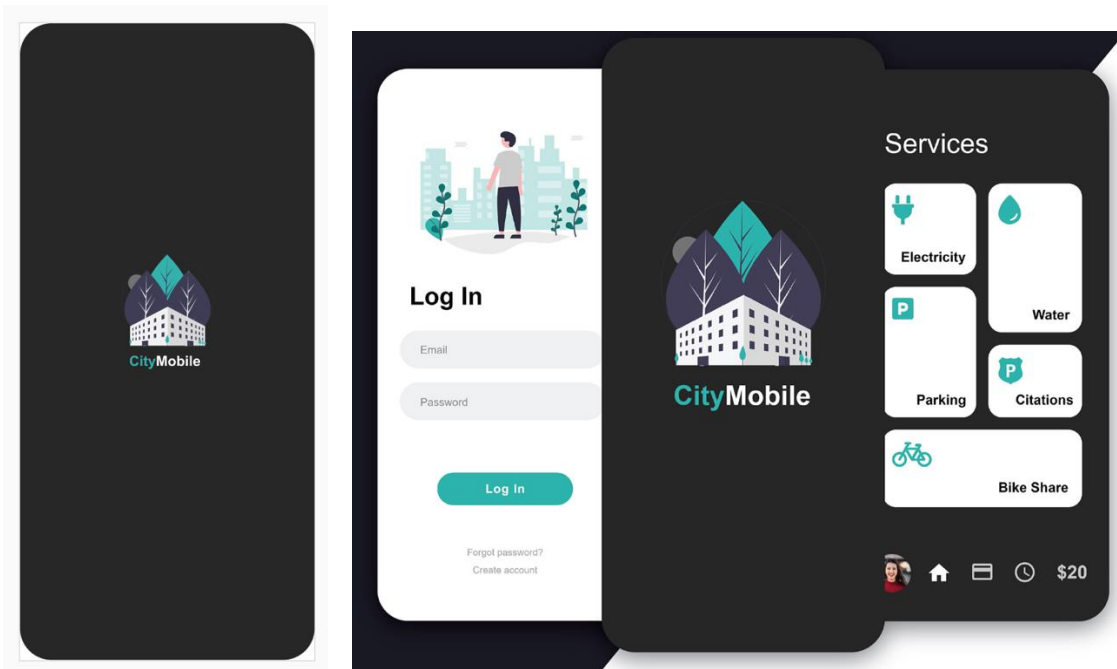 CityMobile
Log In
Email
Password
Log In
Forgot password?
Create account
CityMobile
Services
Electricity
Water
P
Parking
P
Citations
Bike Share
$20